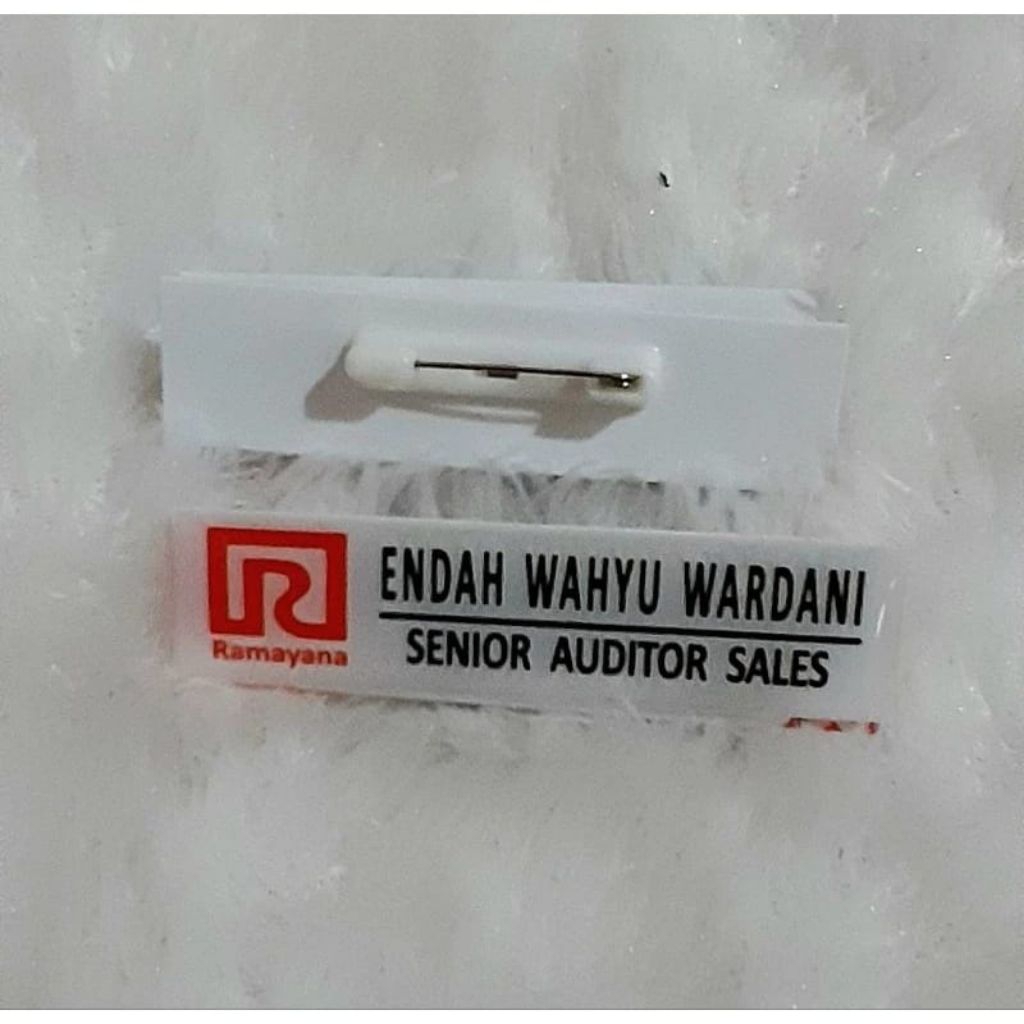 ENDAH WAHYU WARDANI
SENIOR AUDITOR SALES
Ramayana